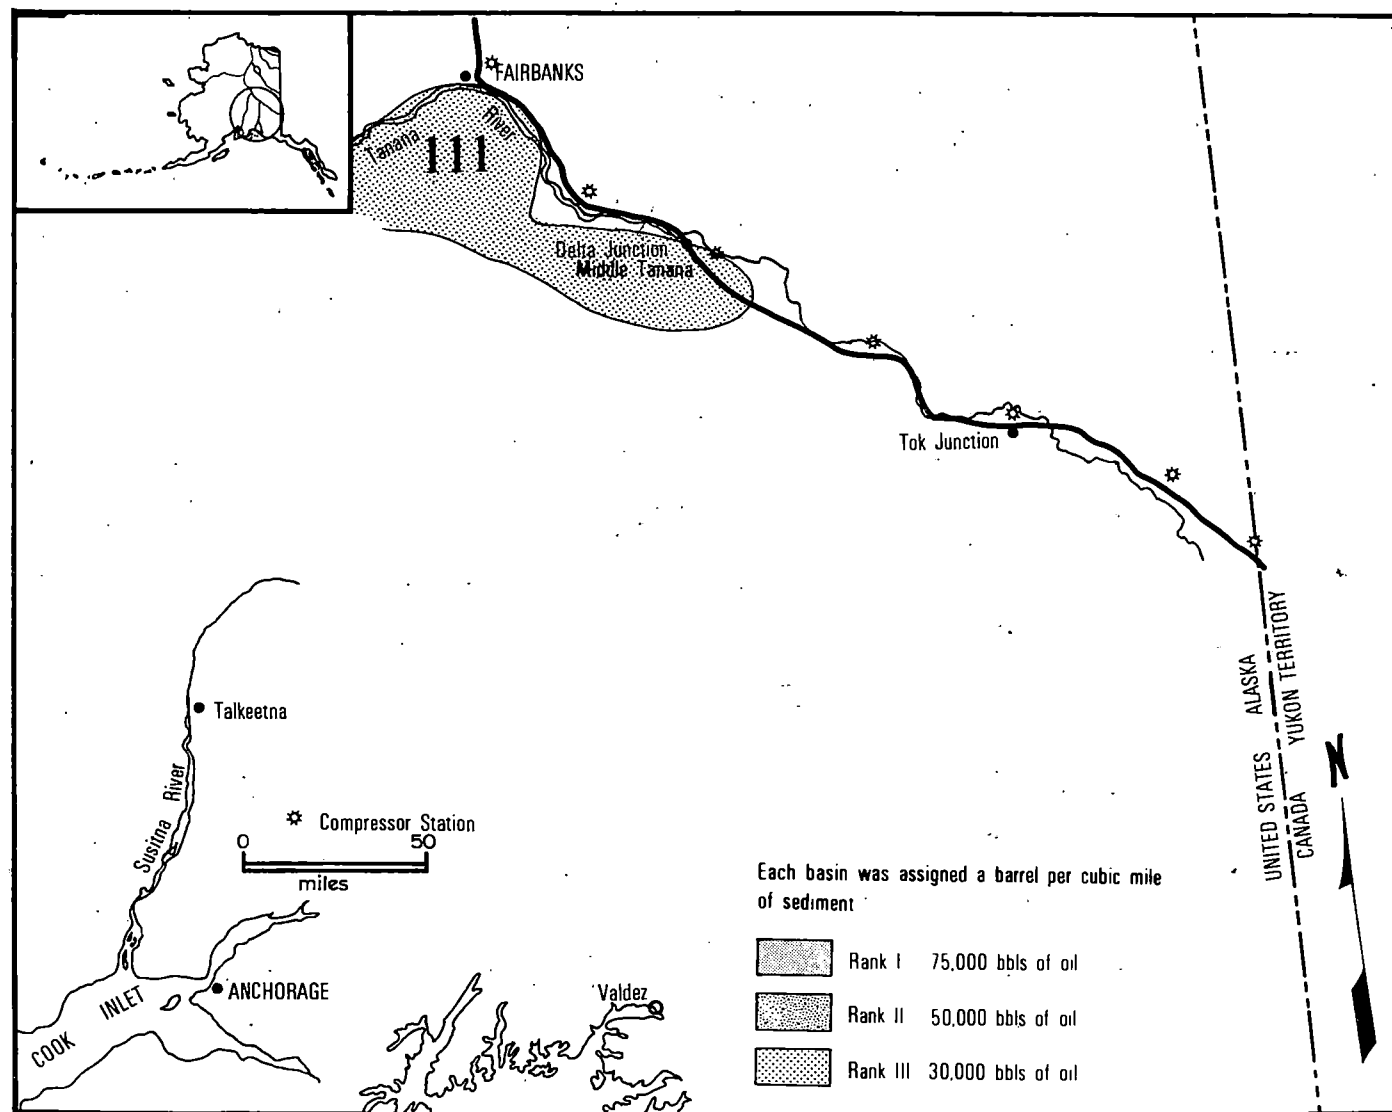 FAIRBANKS
Tanana River
111
Delta Junction
Middle Tanana
Tok Junction
Talkeetna
Susitna River
Compressor Station
0 50
miles
ANCHORAGE
COOK INLET
Valdez
UNITED STATES ALASKA
CANADA YUKON TERRITORY
N
Each basin was assigned a barrel per cubic mile
of sediment
Rank I 75,000 bbls of oil
Rank II 50,000 bbls of oil
Rank III 30,000 bbls of oil